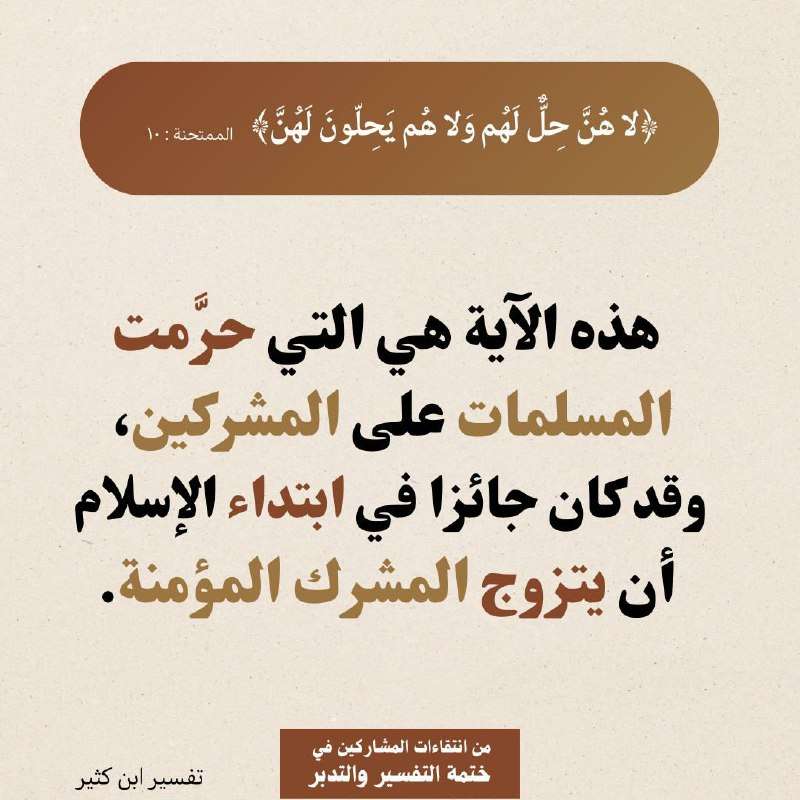 ﴿لا هُنَّ حِلٌّ لَهُم وَلا هُم يَحِلّونَ لَهُنَّ﴾ الممتحنة : ١٠
هذه الآية هي التي حرَّمت
المسلمات على المشركين،
وقد كان جائزا في ابتداء الإسلام
أن يتزوج المشرك المؤمنة.
من انتقاءات المشاركين في
ختمة التفسير والتدبر
تفسير ابن كثير